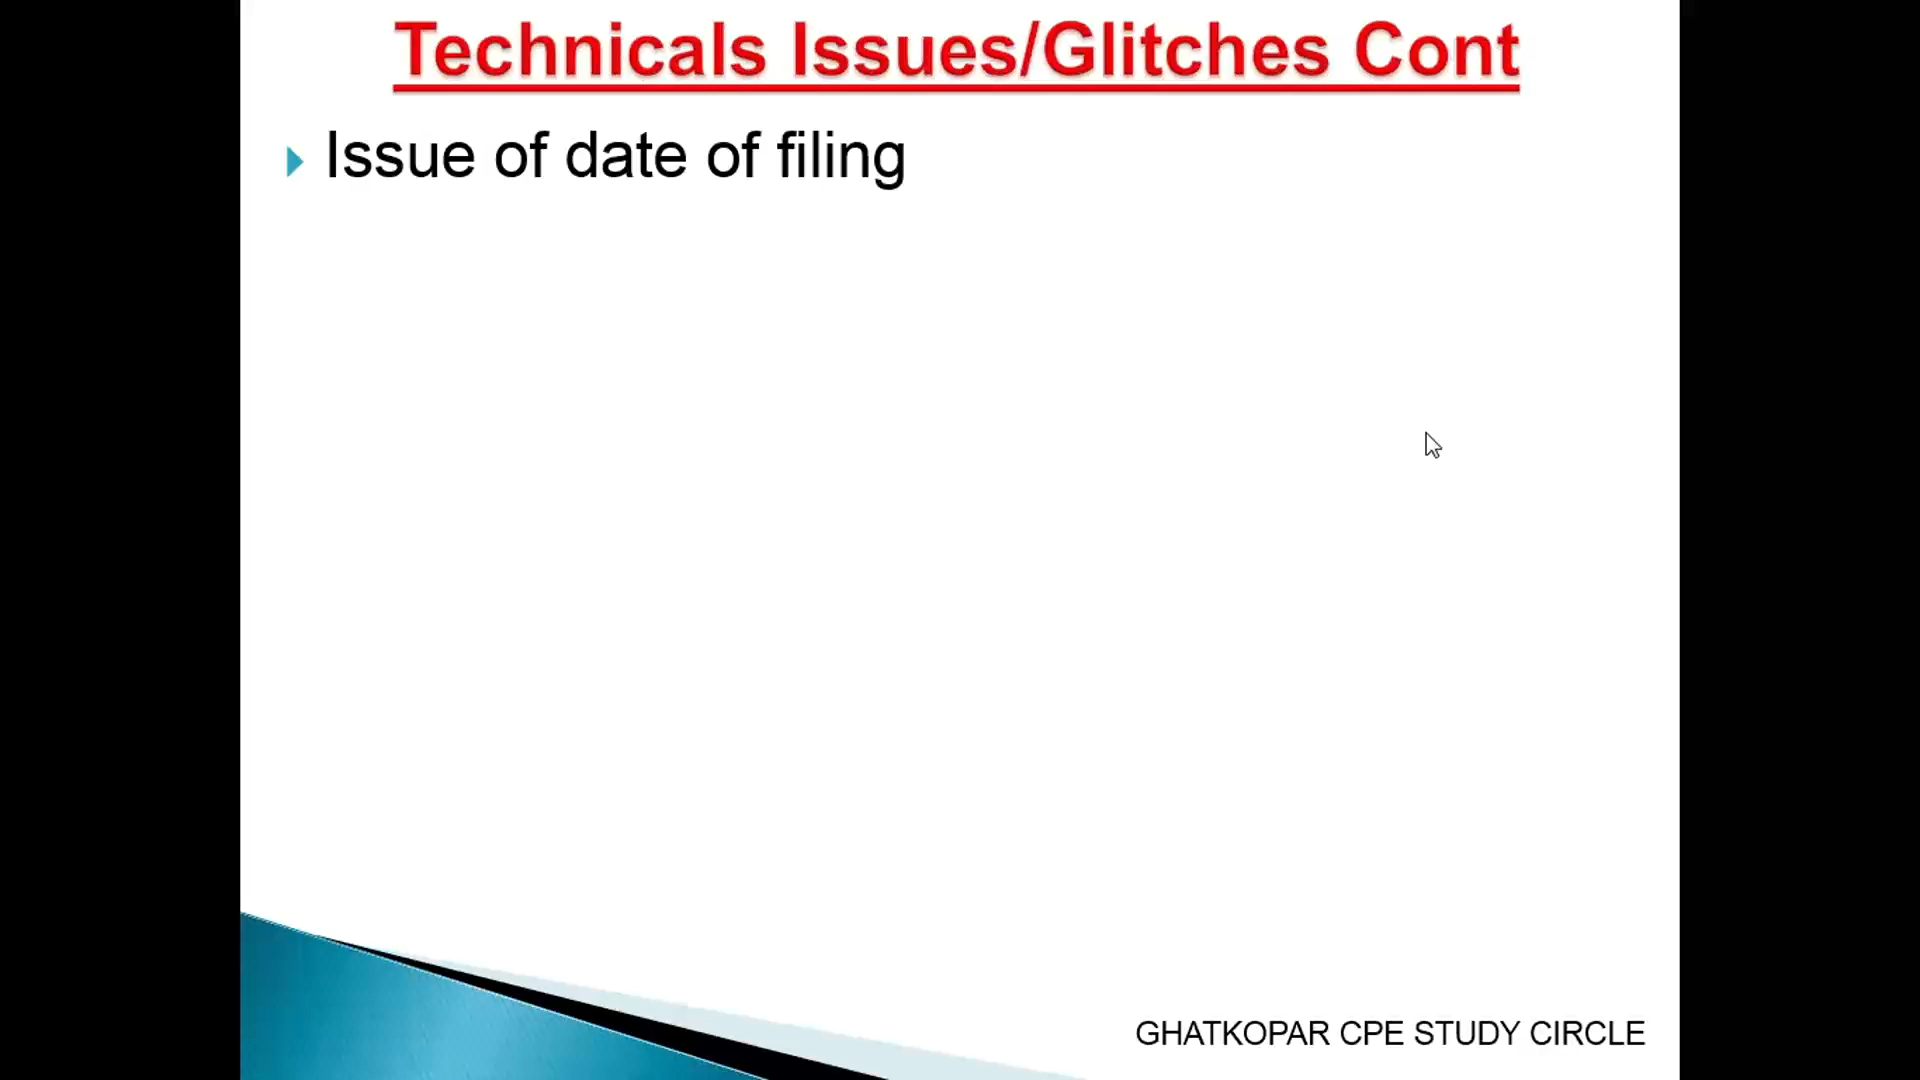 Technicals Issues/Glitches Cont
Issue of date of filing
GHATKOPAR CPE STUDY CIRCLE